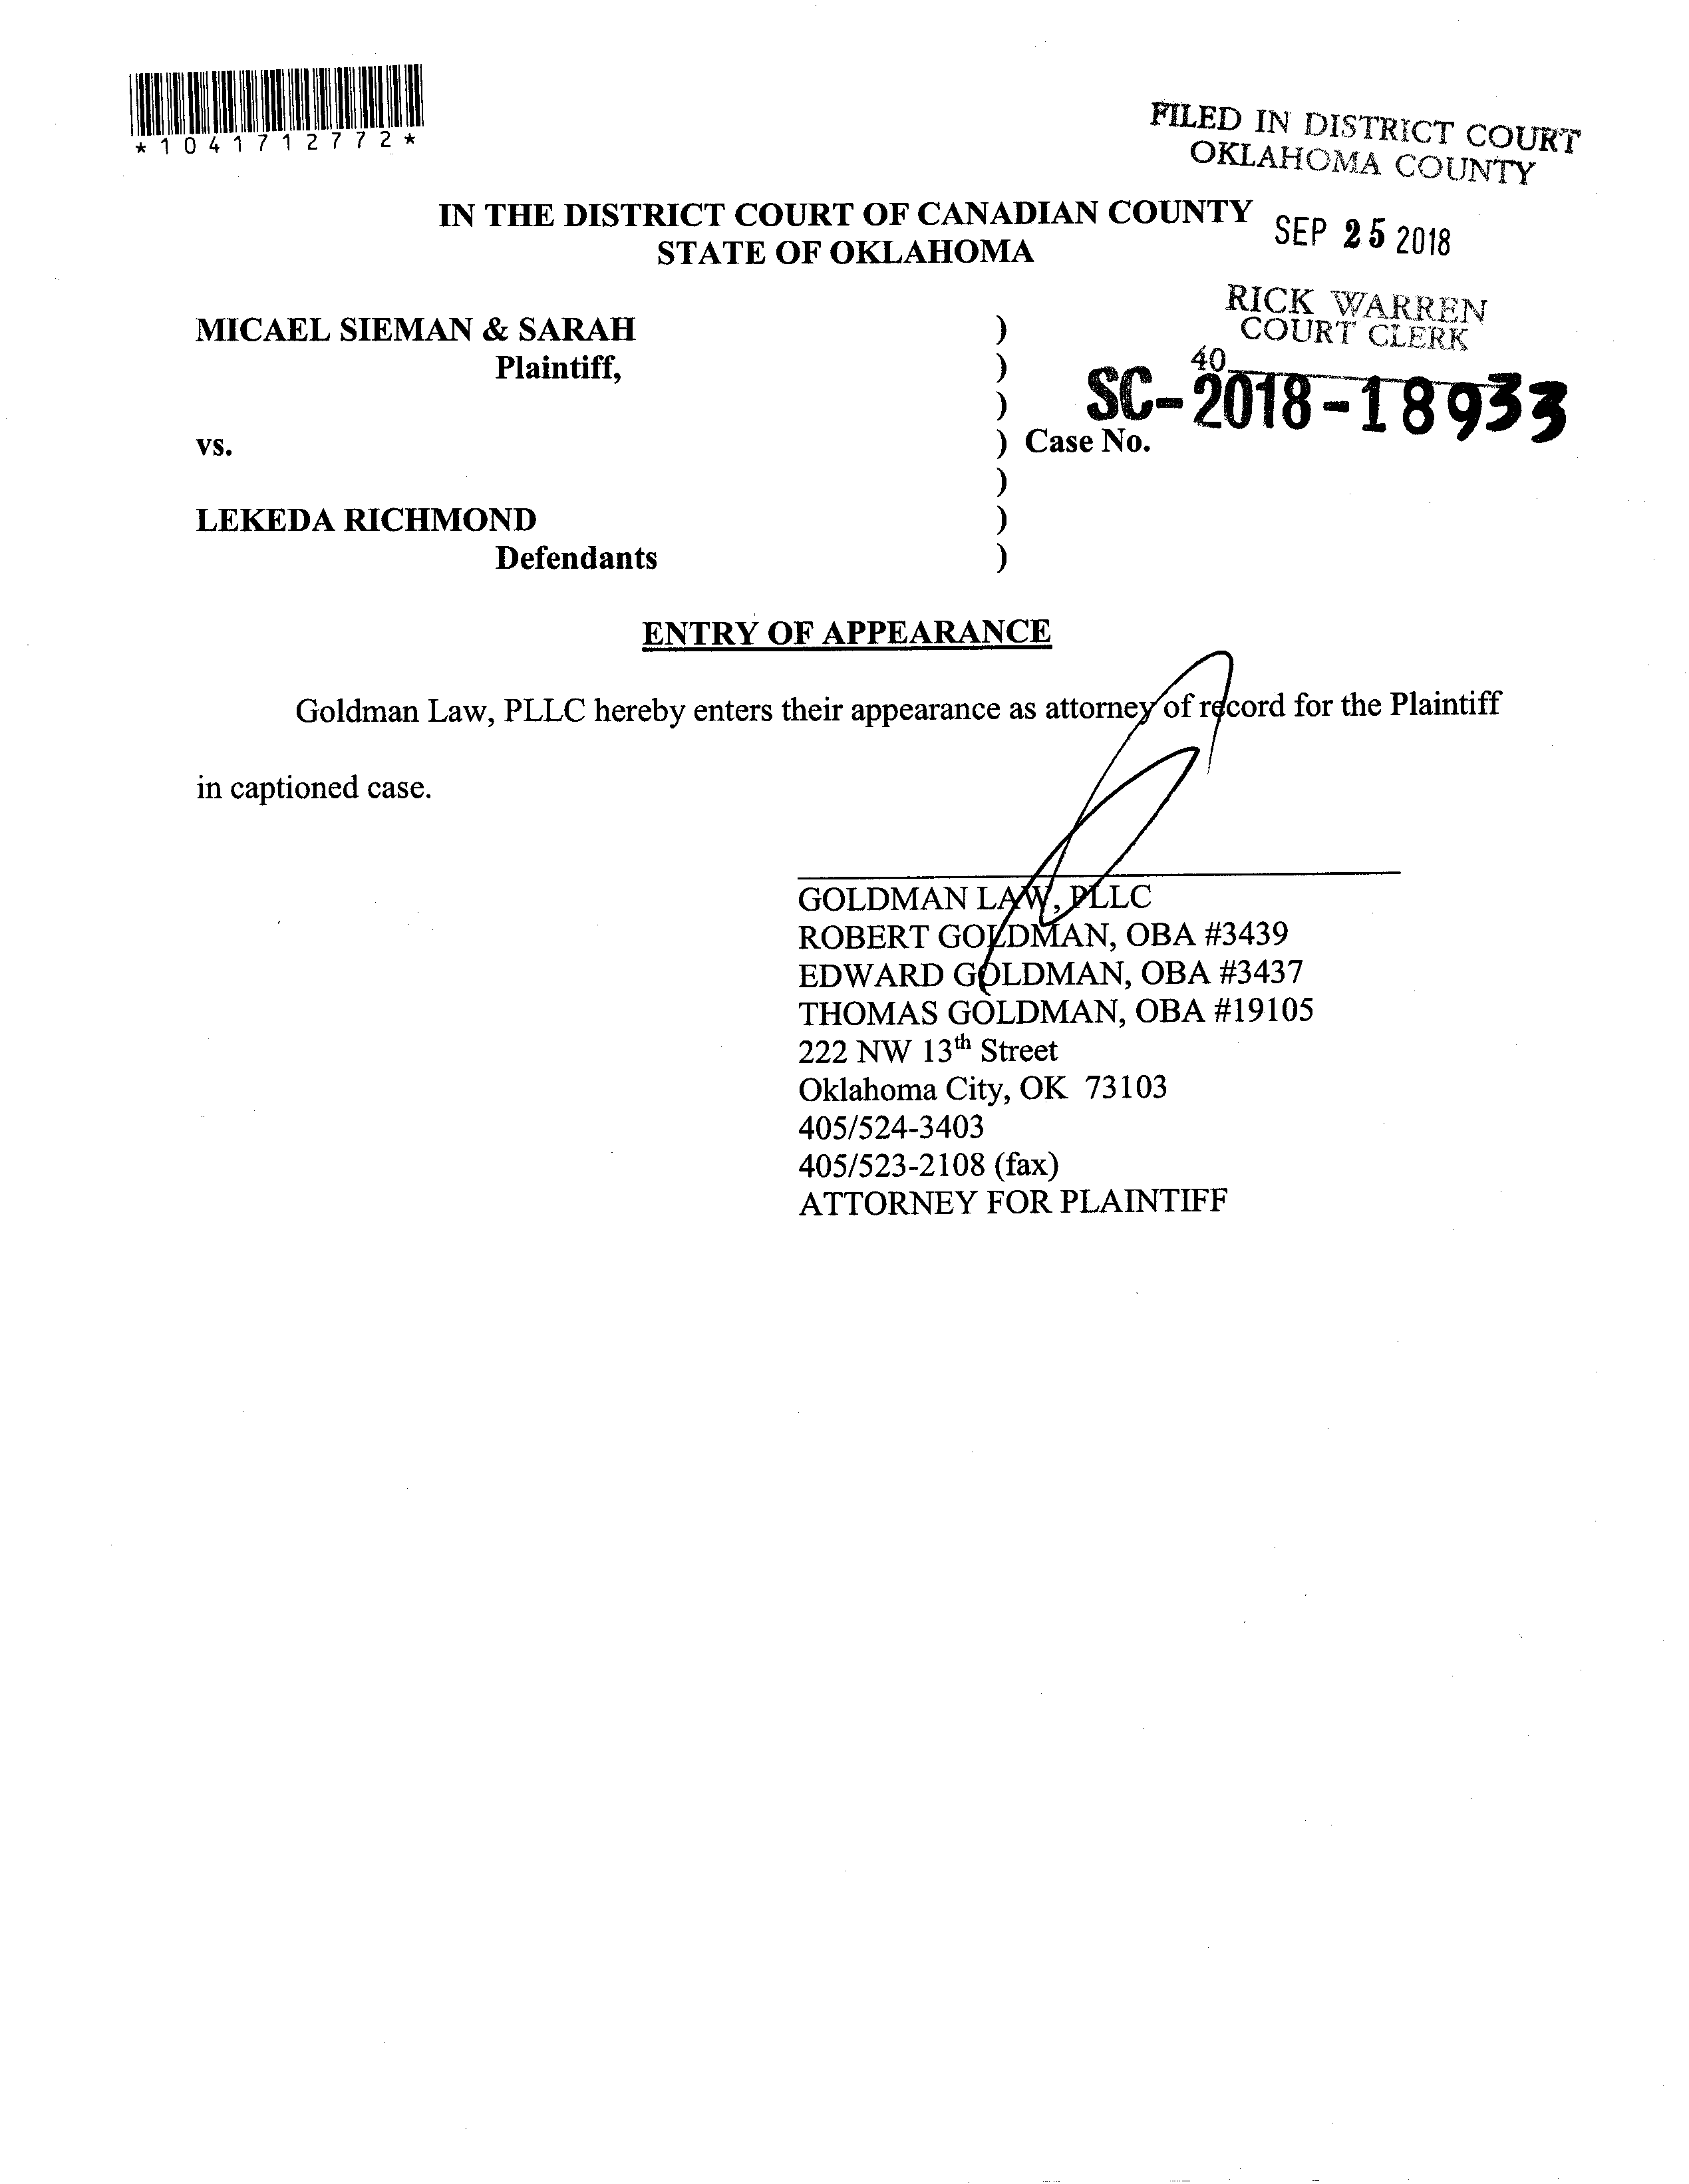 *1041712772*
FILED IN DISTRICT COURT
OKLAHOMA COUNTY
IN THE DISTRICT COURT OF CANADIAN COUNTY
STATE OF OKLAHOMA
SEP 25 2018
RICK WARREN
COURT CLERK
40
MICAEL SIEMAN & SARAH )
Plaintiff, )
) SC-2018-18933
vs. ) Case No.
)
LEKEDA RICHMOND )
Defendants )
ENTRY OF APPEARANCE
Goldman Law, PLLC hereby enters their appearance as attorney of record for the Plaintiff
in captioned case.
GOLDMAN LAW, PLLC
ROBERT GOLDMAN, OBA #3439
EDWARD GOLDMAN, OBA #3437
THOMAS GOLDMAN, OBA #19105
222 NW 13th Street
Oklahoma City, OK 73103
405/524-3403
405/523-2108 (fax)
ATTORNEY FOR PLAINTIFF